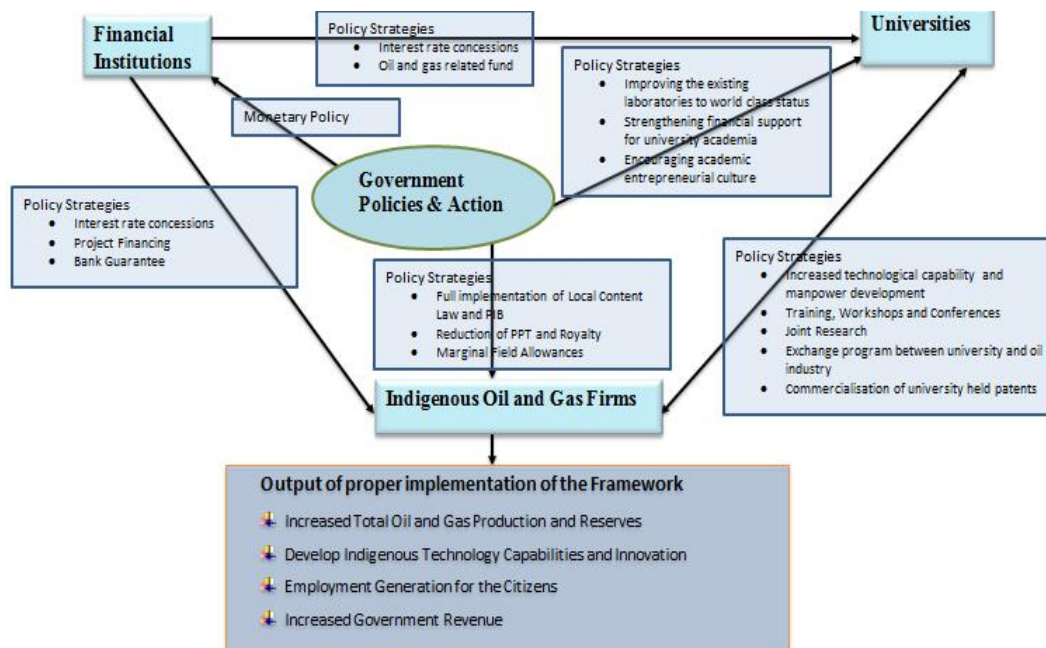 Financial
Institutions
Policy Strategies
Interest rate concessions
Oil and gas related fund
Universities
Policy Strategies
Improving the existing
laboratories to world class status
Strengthening financial support
for university academia
Encouraging academic
entrepreneurial culture
Monetary Policy
Government
Policies & Action
Policy Strategies
Interest rate concessions
Project Financing
Bank Guarantee
Policy Strategies
Full implementation of Local Content
Law and PIB
Reduction of PPT and Royalty
Marginal Field Allowances
Policy Strategies
Increased technological capability and
manpower development
Training, Workshops and Conferences
Joint Research
Exchange program between university and oil
industry
Commercialisation of university held patents
Indigenous Oil and Gas Firms
Output of proper implementation of the Framework
Increased Total Oil and Gas Production and Reserves
Develop Indigenous Technology Capabilities and Innovation
Employment Generation for the Citizens
Increased Government Revenue